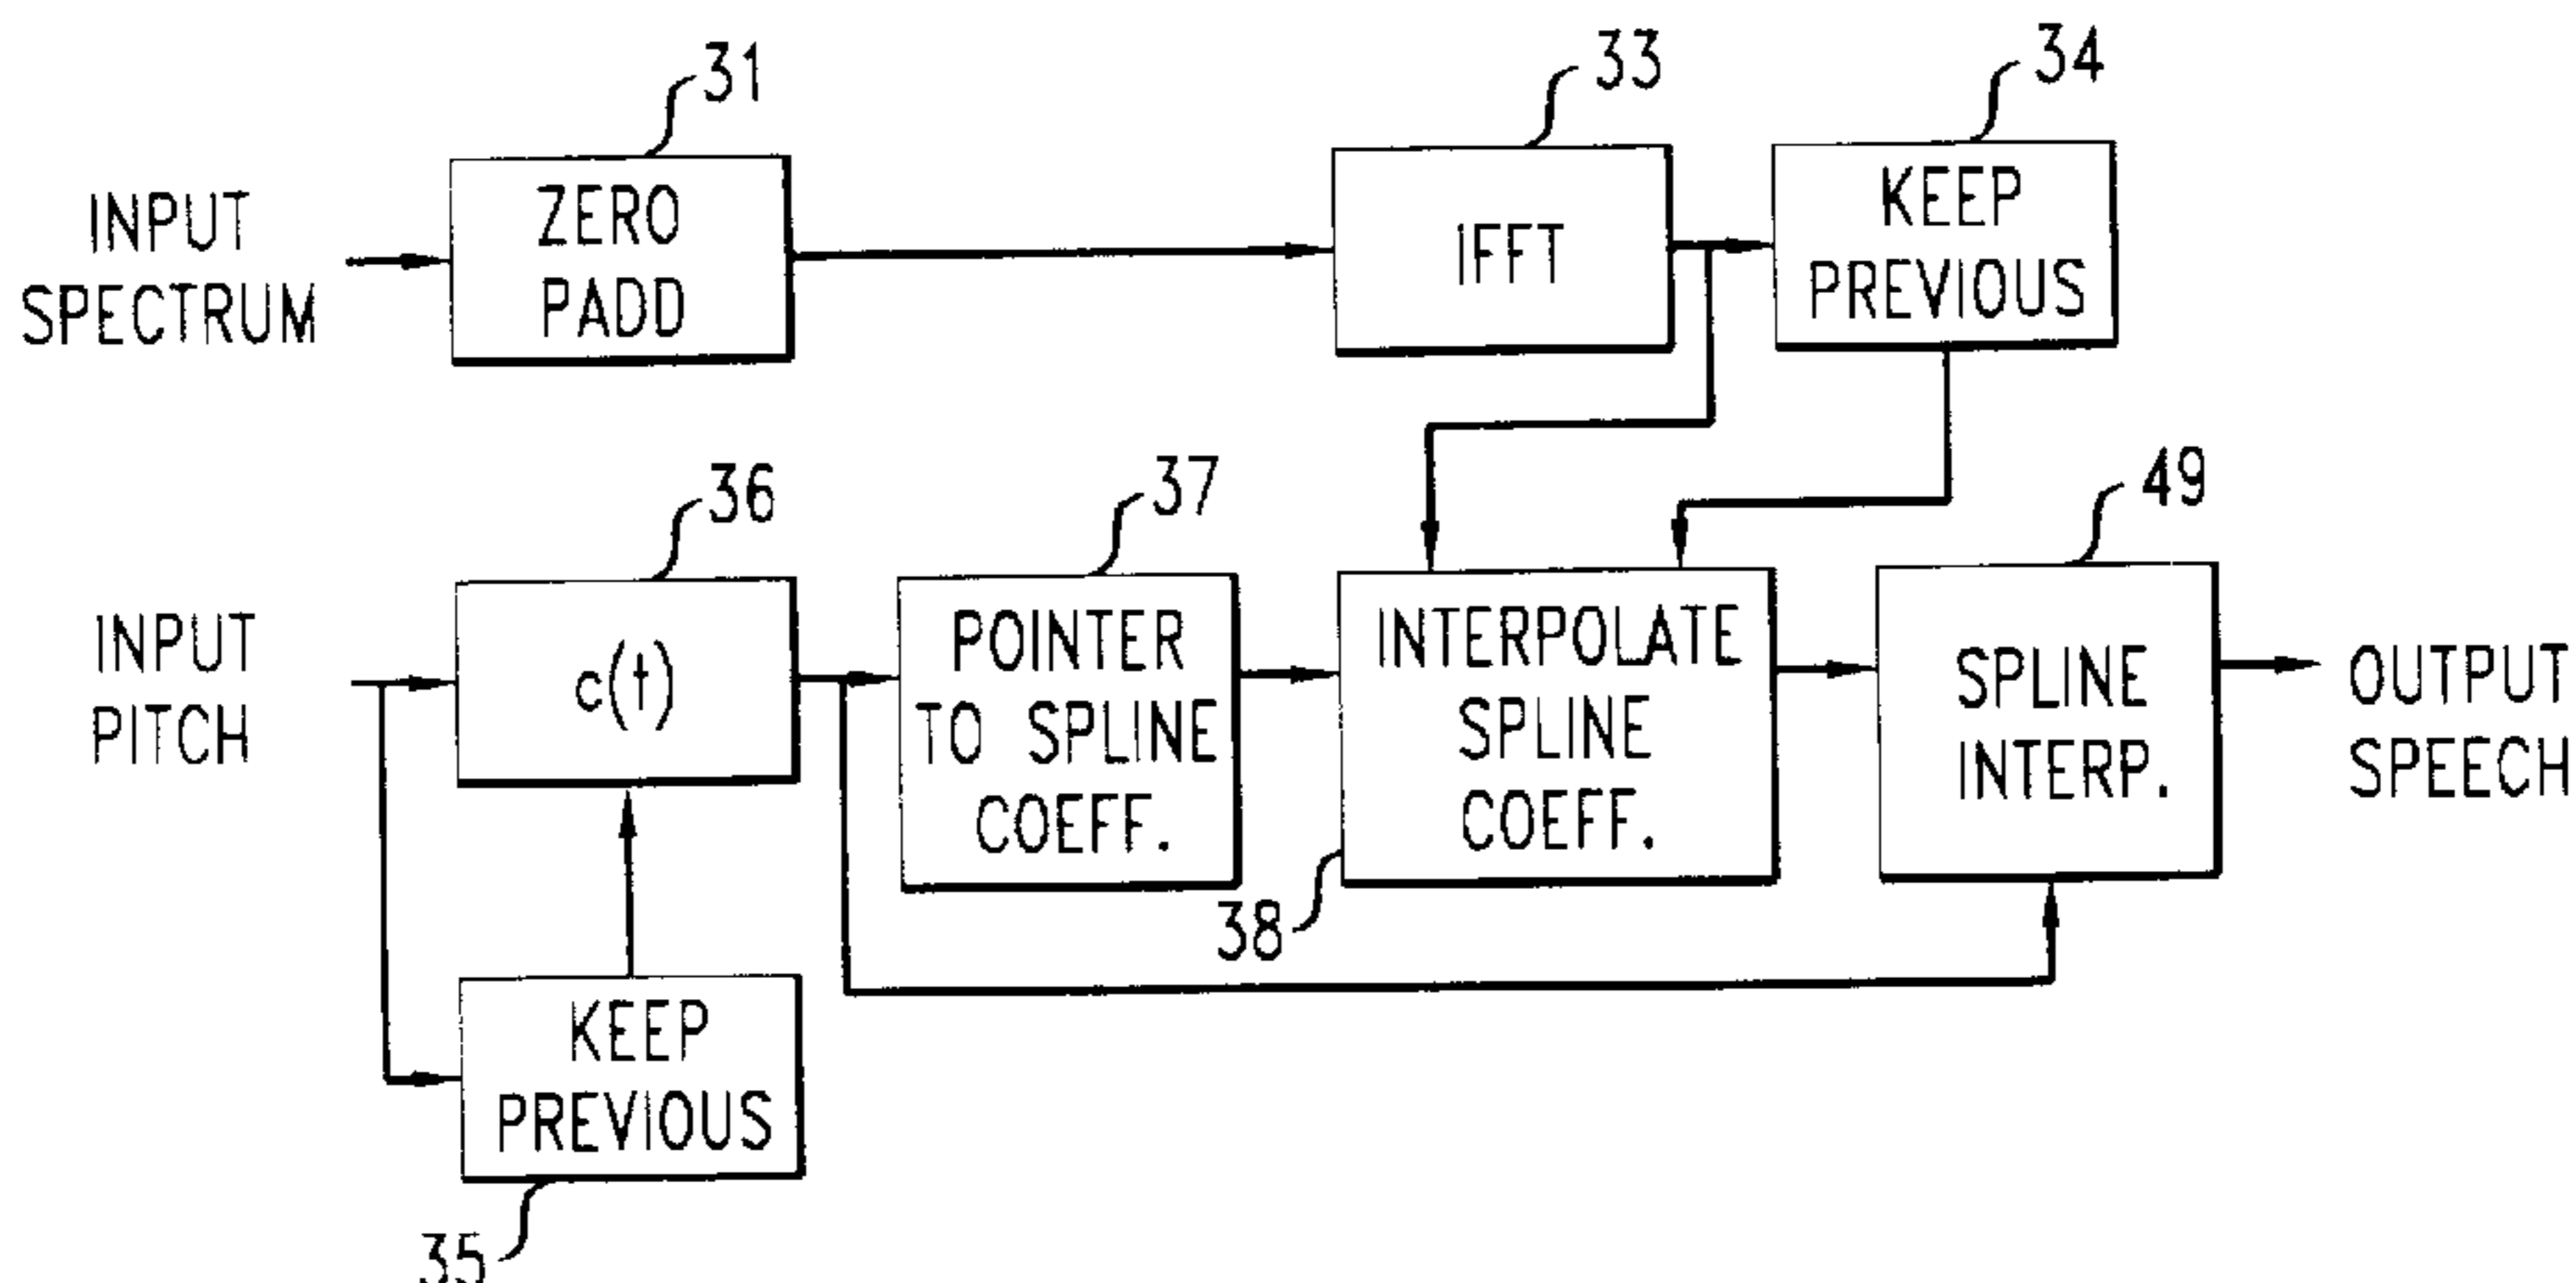 31
33
34
INPUT
SPECTRUM
ZERO
PADD
IFFT
KEEP
PREVIOUS
36
37
49
INPUT
PITCH
c(t)
POINTER
TO SPLINE
COEFF.
INTERPOLATE
SPLINE
COEFF.
SPLINE
INTERP.
OUTPUT
SPEECH
38
KEEP
PREVIOUS
35